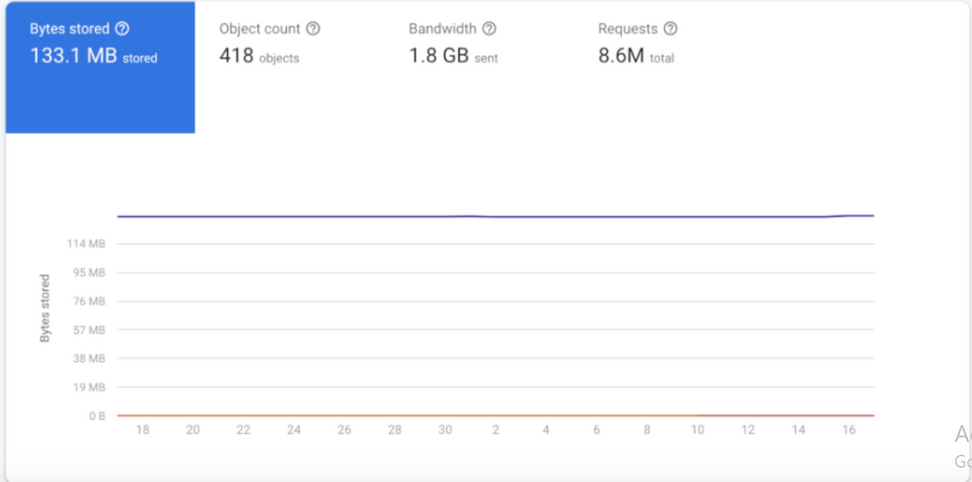 Bytes stored ?
133.1 MB stored
Object count ?
418 objects
Bandwidth ?
1.8 GB sent
Requests ?
8.6M total
Bytes stored
114 MB
95 MB
76 MB
57 MB
38 MB
19 MB
0 B
18 20 22 24 26 28 30 2 4 6 8 10 12 14 16